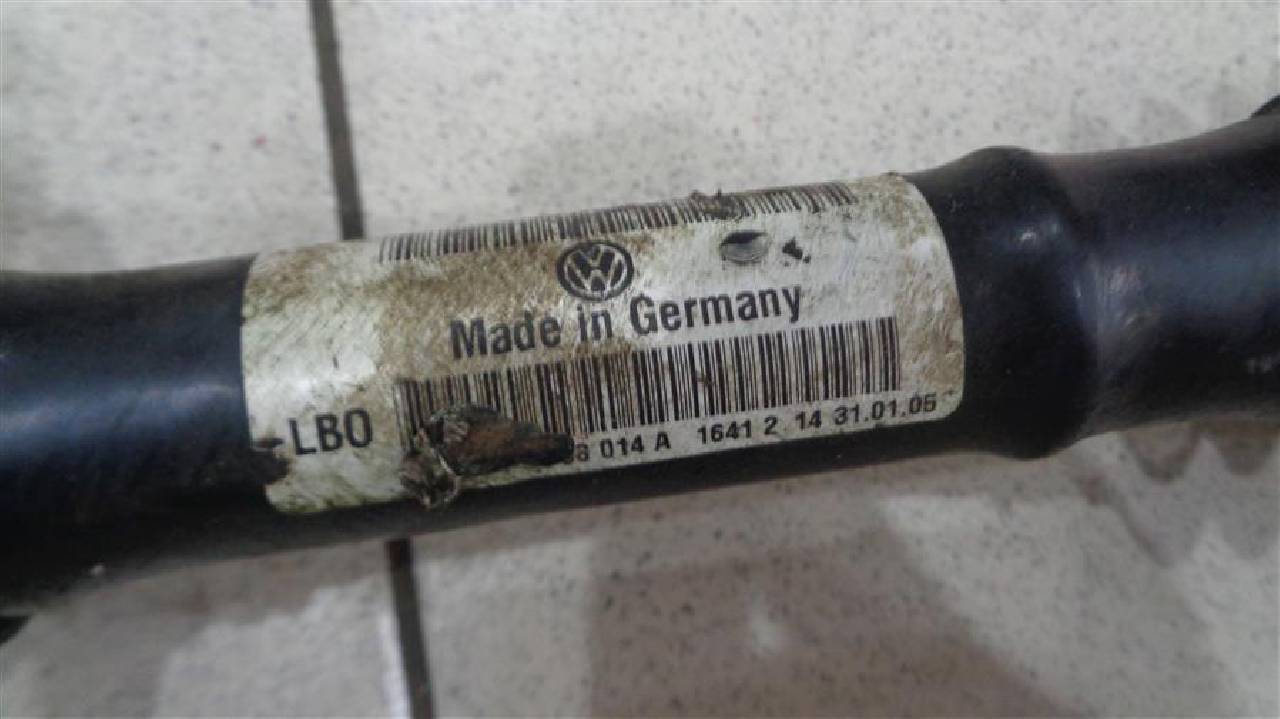 Made in Germany
-LBO
014 A 1641 2 14 31.01.05